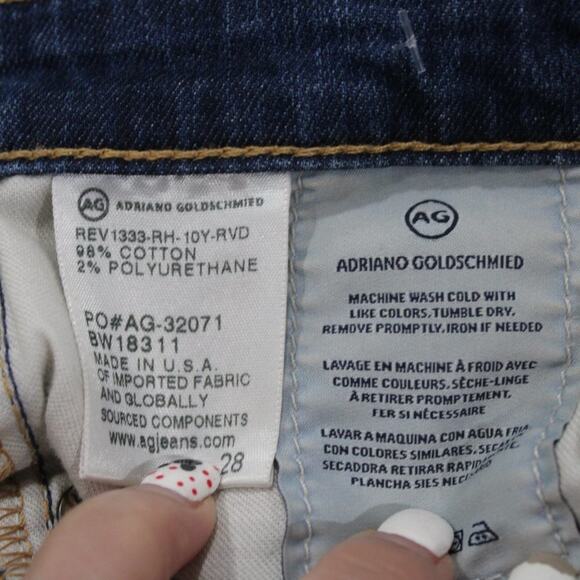 AG ADRIANO GOLDSCHMIED
REV1333-RH-10Y-RVD
98% COTTON
2% POLYURETHANE
PO#AG-32071
BW18311
MADE IN U.S.A.
OF IMPORTED FABRIC
AND GLOBALLY
SOURCED COMPONENTS
www.agjeans.com
28
AG
ADRIANO GOLDSCHMIED
MACHINE WASH COLD WITH
LIKE COLORS, TUMBLE DRY,
REMOVE PROMPTLY, IRON IF NEEDED
LAVAGE EN MACHINE À FROID AVEC
COMME COULEURS, SÈCHE-LINGE
À RETIRER PROMPTEMENT,
FER SI NÉCESSAIRE
LAVAR A MAQUINA CON AGUA FRIA
CON COLORES SIMILARES,
SECADORA RETIRAR
PLANCHA SIES